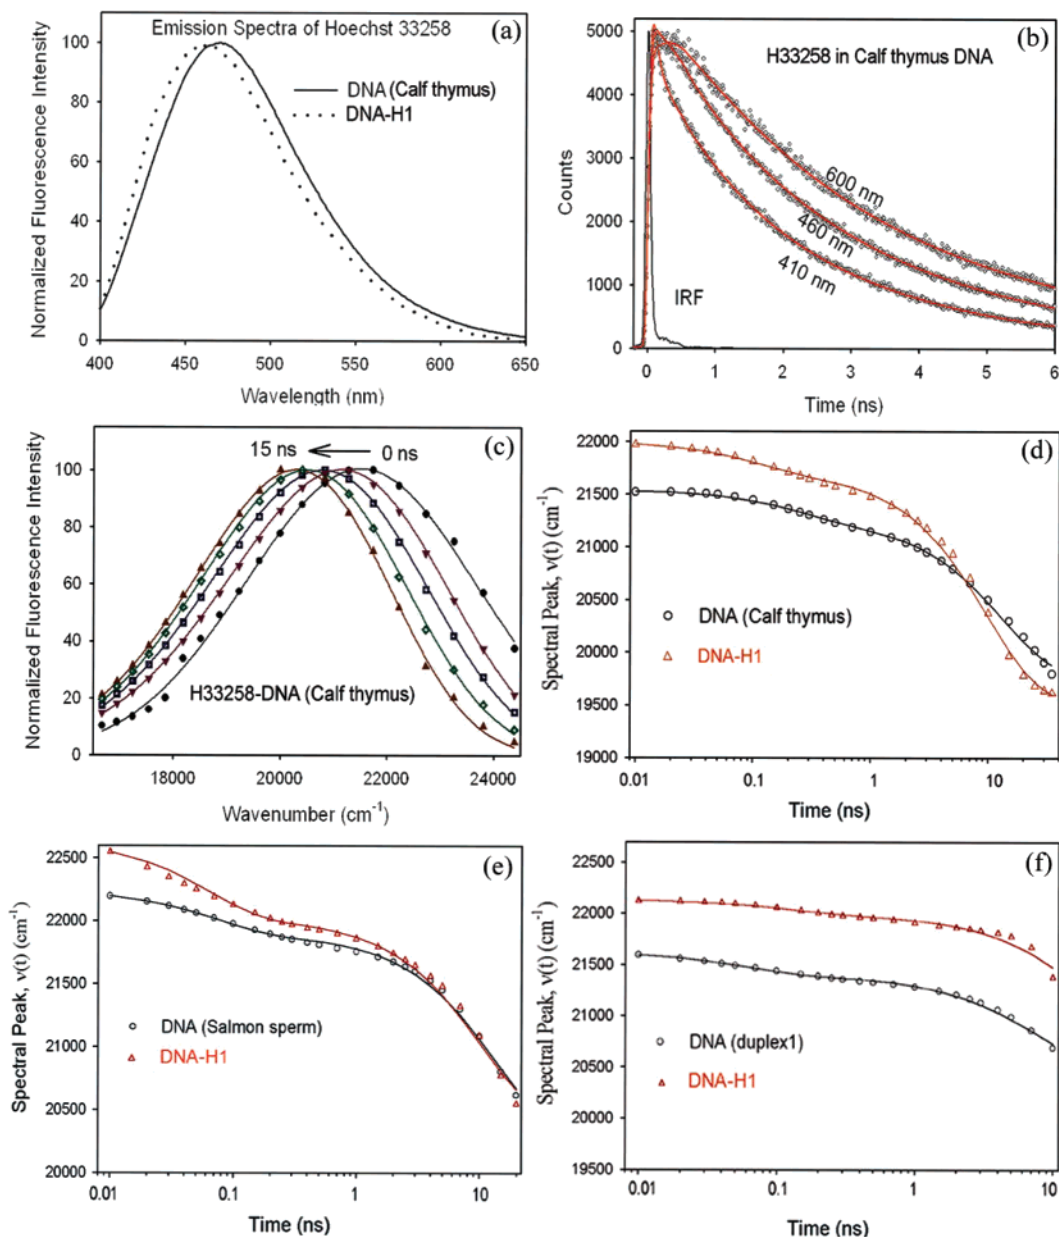 Emission Spectra of Hoechst 33258
(a)
DNA (Calf thymus)
DNA-H1
Normalized Fluorescence Intensity
100
80
60
40
20
0
400
450
500
550
600
650
Wavelength (nm)
(b)
H33258 in Calf thymus DNA
5000
4000
3000
2000
1000
0
Counts
600 nm
460 nm
410 nm
IRF
0
1
2
3
4
5
6
Time (ns)
(c)
15 ns
0 ns
Normalized Fluorescence Intensity
100
80
60
40
20
0
H33258-DNA (Calf thymus)
18000
20000
22000
24000
Wavenumber (cm⁻¹)
(d)
Spectral Peak, ν(t) (cm⁻¹)
22000
21500
21000
20500
20000
19500
19000
DNA (Calf thymus)
DNA-H1
0.01
0.1
1
10
Time (ns)
(e)
Spectral Peak, ν(t) (cm⁻¹)
22500
22000
21500
21000
20500
20000
DNA (Salmon sperm)
DNA-H1
0.01
0.1
1
10
Time (ns)
(f)
Spectral Peak, ν(t) (cm⁻¹)
22500
22000
21500
21000
20500
20000
19500
DNA (duplex1)
DNA-H1
0.01
0.1
1
10
Time (ns)